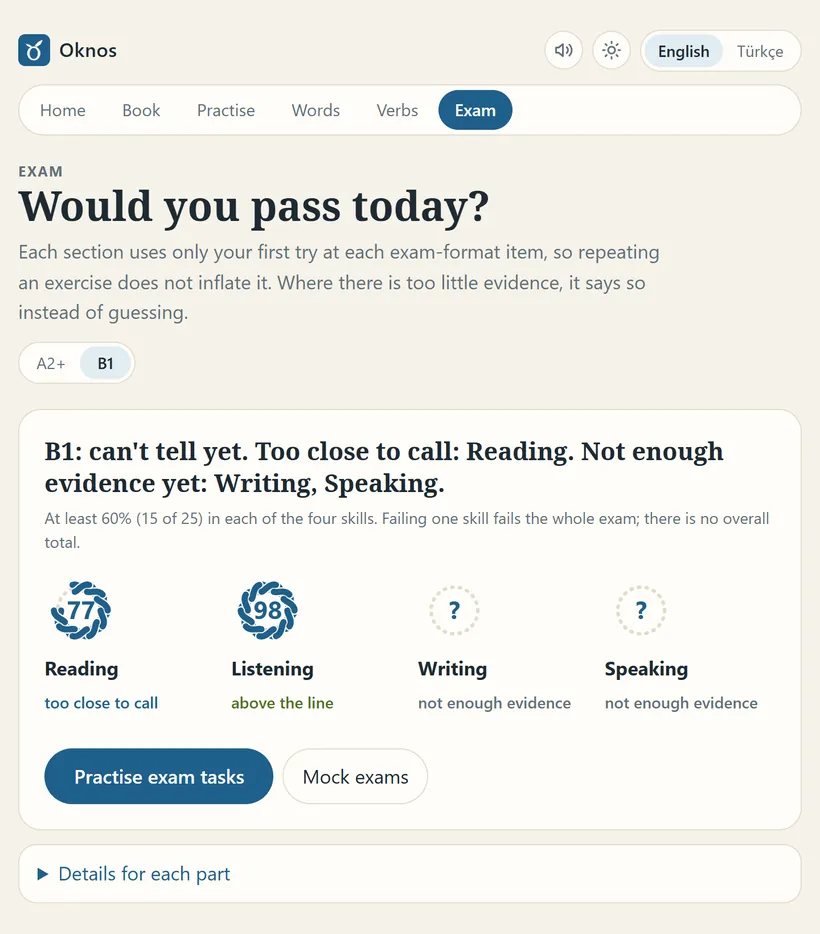 Oknos
English Türkçe
Home Book Practise Words Verbs Exam
EXAM
Would you pass today?
Each section uses only your first try at each exam-format item, so repeating
an exercise does not inflate it. Where there is too little evidence, it says so
instead of guessing.
A2+ B1
B1: can't tell yet. Too close to call: Reading. Not enough
evidence yet: Writing, Speaking.
At least 60% (15 of 25) in each of the four skills. Failing one skill fails the whole exam; there is no overall
total.
77 98 ? ?
Reading Listening Writing Speaking
too close to call above the line not enough evidence not enough evidence
Practise exam tasks Mock exams
Details for each part